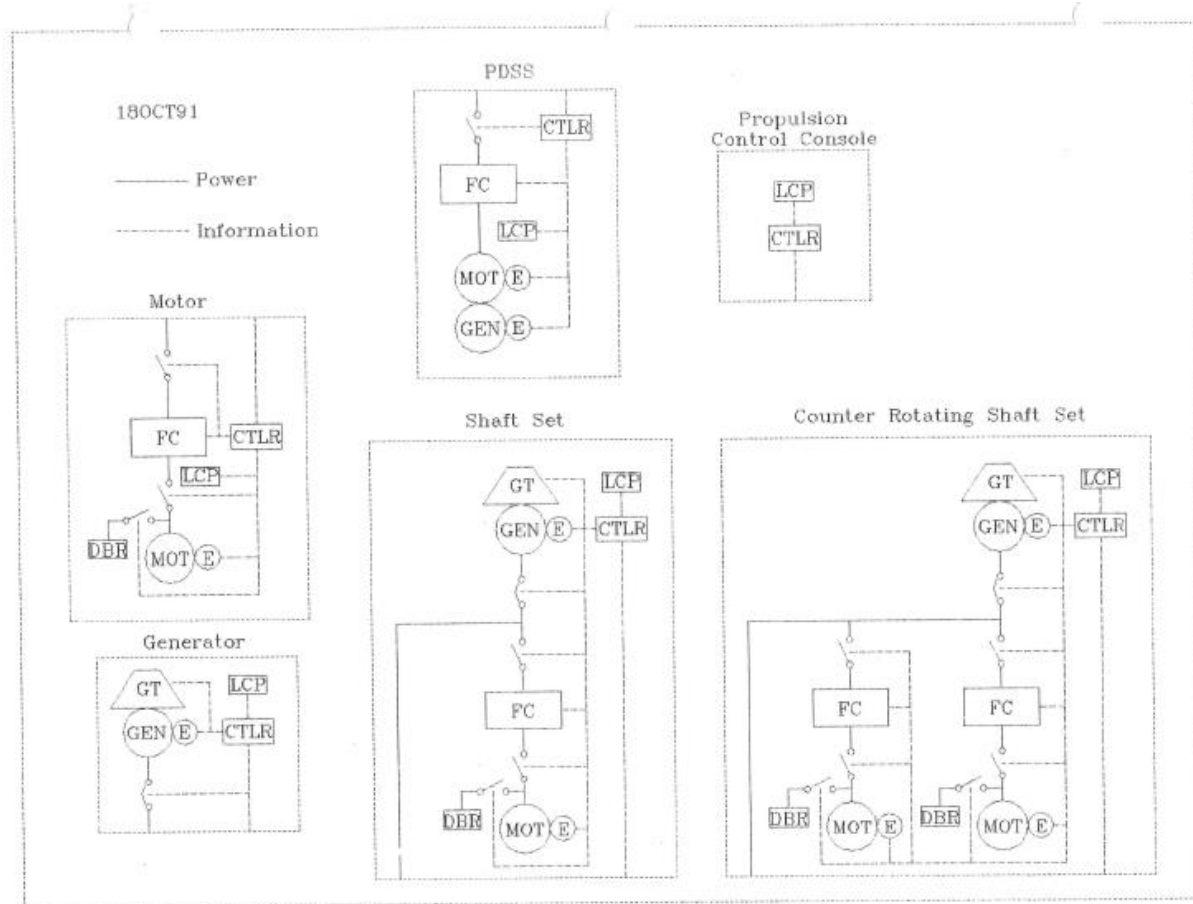 18OCT91
Power
Information
PDSS
CTLR
FC
LCP
MOT E
GEN E
Propulsion
Control Console
LCP
CTLR
Motor
FC CTLR
LCP
DBR
MOT E
Generator
GT LCP
GEN E CTLR
Shaft Set
GT LCP
GEN E CTLR
FC
DBR MOT E
Counter Rotating Shaft Set
GT LCP
GEN E CTLR
FC FC
DBR MOT E DBR MOT E